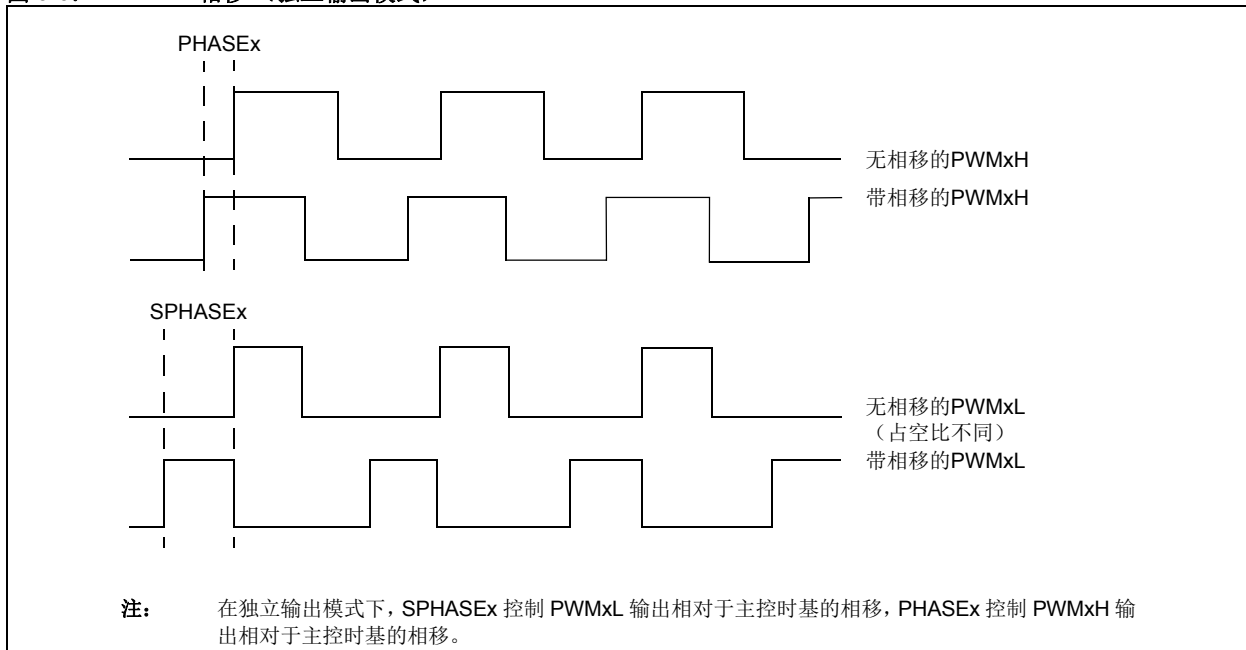 PHASEx
无相移的PWMxH
带相移的PWMxH
SPHASEx
无相移的PWMxL
（占空比不同）
带相移的PWMxL
注： 在独立输出模式下，SPHASEx 控制 PWMxL 输出相对于主控时基的相移，PHASEx 控制 PWMxH 输
出相对于主控时基的相移。